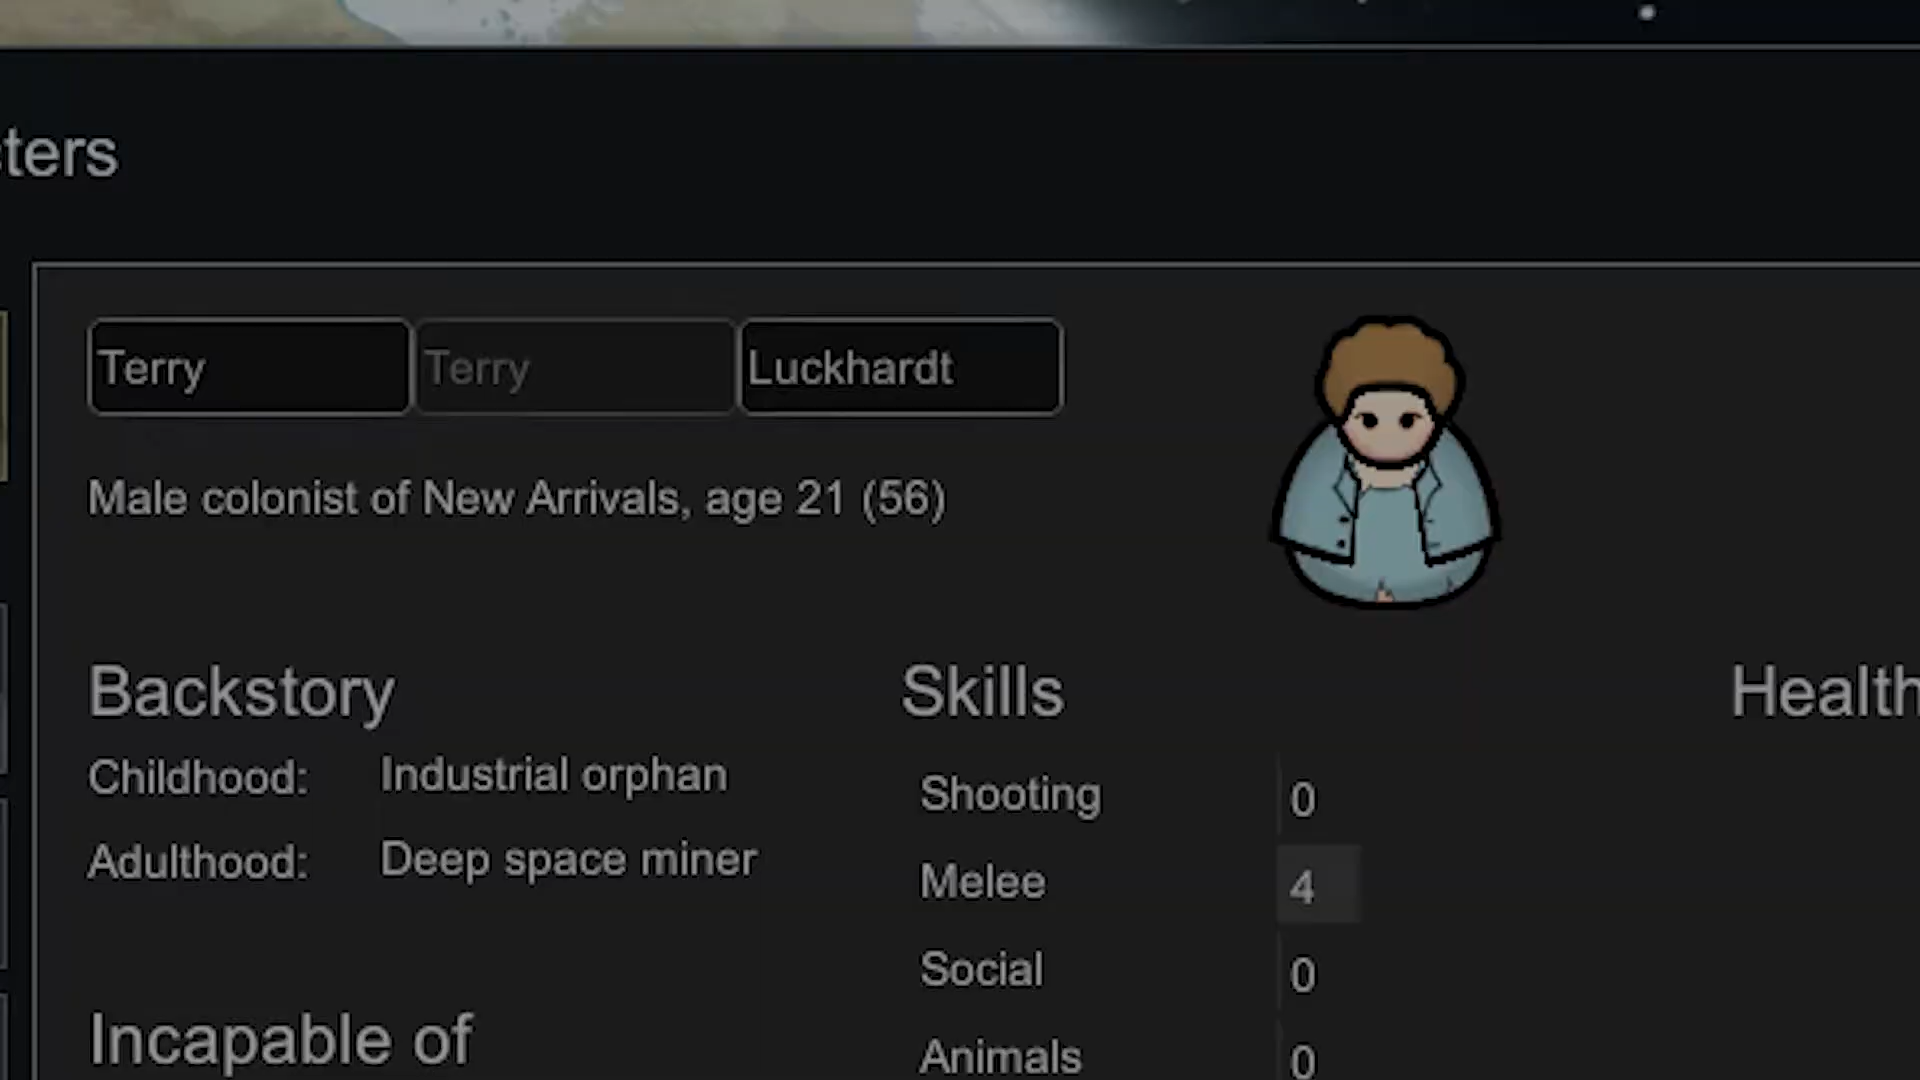 ters
Terry Terry Luckhardt
Male colonist of New Arrivals, age 21 (56)
Backstory Skills Health
Childhood: Industrial orphan
Shooting 0
Adulthood: Deep space miner
Melee 4
Social 0
Incapable of
Animals 0